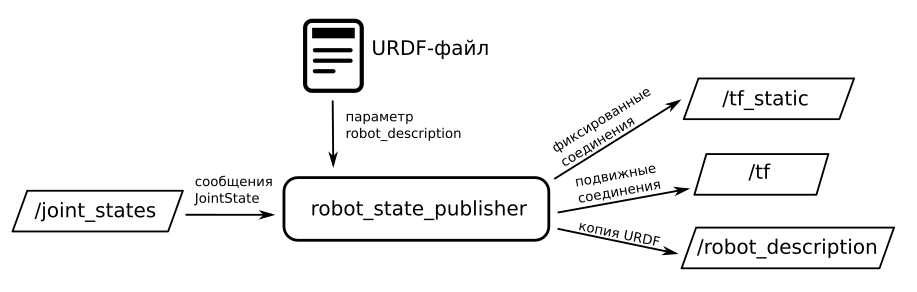 URDF-файл
параметр
robot_description
сообщения
JointState
/joint_states
robot_state_publisher
фиксированные
соединения
/tf_static
подвижные
соединения
/tf
копия URDF
/robot_description